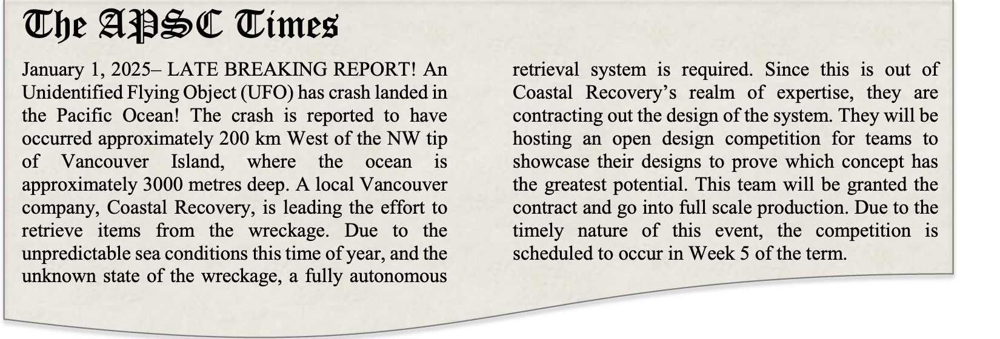 The APSC Times
January 1, 2025– LATE BREAKING REPORT! An
Unidentified Flying Object (UFO) has crash landed in
the Pacific Ocean! The crash is reported to have
occurred approximately 200 km West of the NW tip
of Vancouver Island, where the ocean is
approximately 3000 metres deep. A local Vancouver
company, Coastal Recovery, is leading the effort to
retrieve items from the wreckage. Due to the
unpredictable sea conditions this time of year, and the
unknown state of the wreckage, a fully autonomous
retrieval system is required. Since this is out of
Coastal Recovery’s realm of expertise, they are
contracting out the design of the system. They will be
hosting an open design competition for teams to
showcase their designs to prove which concept has
the greatest potential. This team will be granted the
contract and go into full scale production. Due to the
timely nature of this event, the competition is
scheduled to occur in Week 5 of the term.